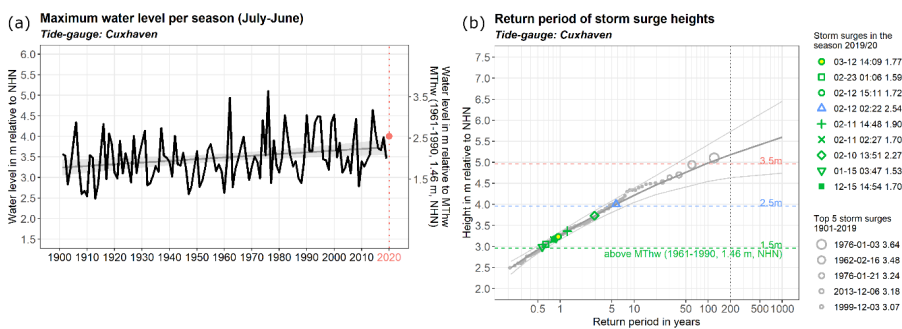 (a)
Maximum water level per season (July-June)
Tide-gauge: Cuxhaven
Water level in m relative to NHN
6.0
5.5
5.0
4.5
4.0
3.5
3.0
2.5
2.0
1.5
1900 1910 1920 1930 1940 1950 1960 1970 1980 1990 2000 2010 2020
3.5
2.5
1.5
Water level in m relative to
MThw (1961-1990, 1.46 m, NHN)
(b)
Return period of storm surge heights
Tide-gauge: Cuxhaven
Height in m relative to NHN
7.5
7.0
6.5
6.0
5.5
5.0
4.5
4.0
3.5
3.0
2.5
2.0
3.5m
2.5m
1.5m
above MThw (1961-1990, 1.46 m, NHN)
0.5 1 5 10 50 100 200 500 1000
Return period in years
Storm surges in the
season 2019/20
03-12 14:09 1.77
02-23 01:06 1.59
02-12 15:11 1.72
02-12 02:22 2.54
02-11 14:48 1.90
02-11 02:27 1.70
02-10 13:51 2.27
01-15 03:47 1.53
12-15 14:54 1.70
Top 5 storm surges
1901-2019
1976-01-03 3.64
1962-02-16 3.48
1976-01-21 3.24
2013-12-06 3.18
1999-12-03 3.07